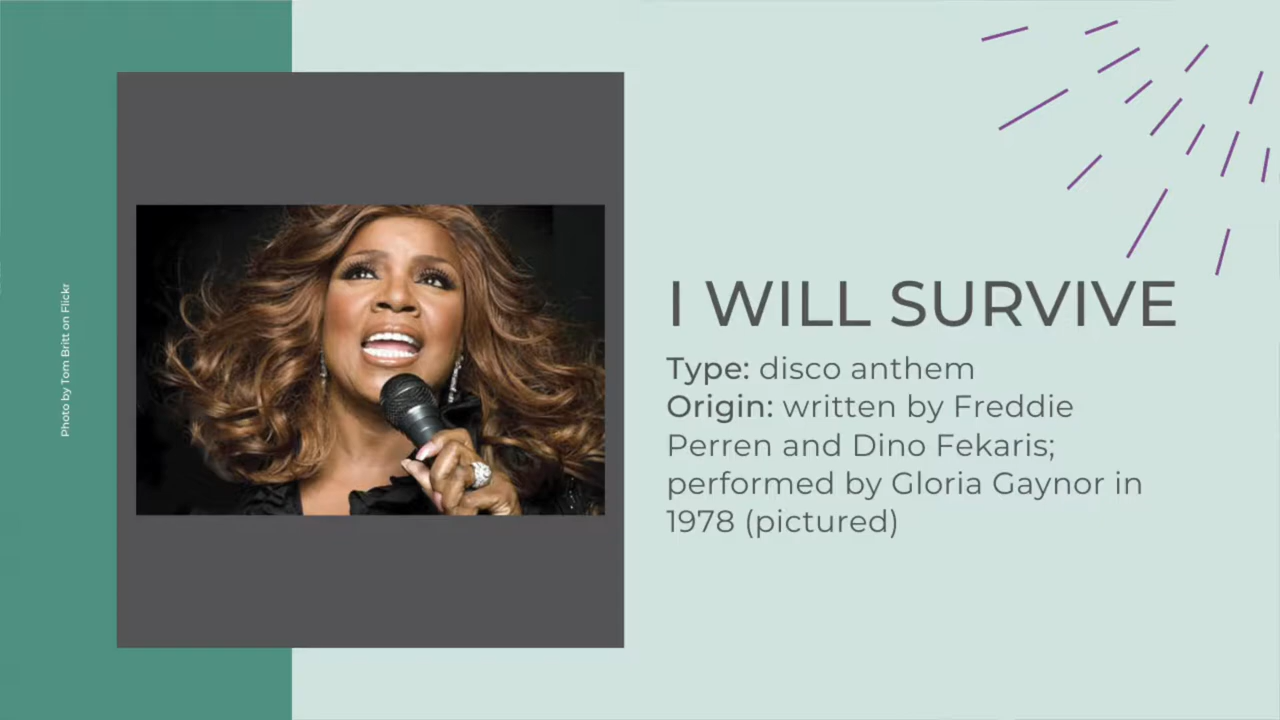 Photo by Tom Britt on Flickr
I WILL SURVIVE
Type: disco anthem
Origin: written by Freddie
Perren and Dino Fekaris;
performed by Gloria Gaynor in
1978 (pictured)